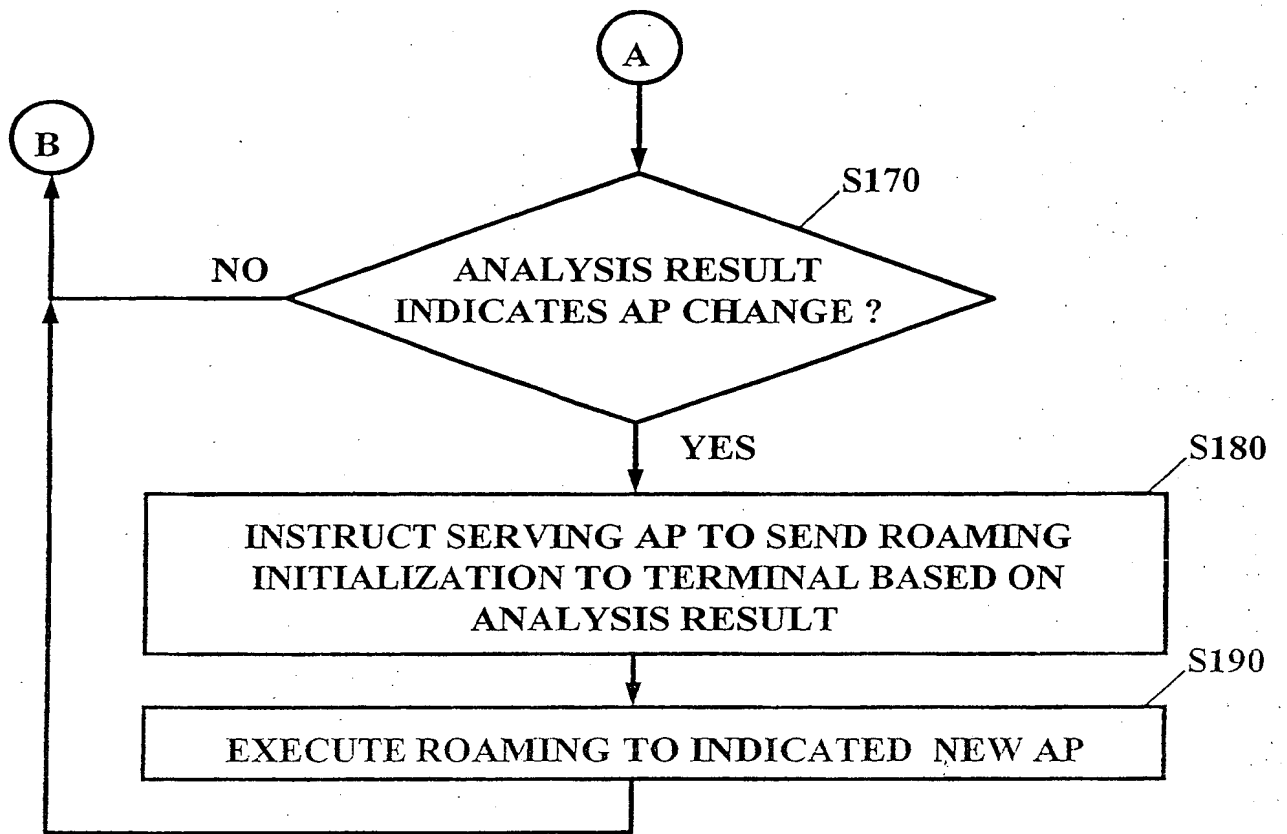 A
B
S170
NO
ANALYSIS RESULT
INDICATES AP CHANGE ?
YES
S180
INSTRUCT SERVING AP TO SEND ROAMING
INITIALIZATION TO TERMINAL BASED ON
ANALYSIS RESULT
S190
EXECUTE ROAMING TO INDICATED NEW AP